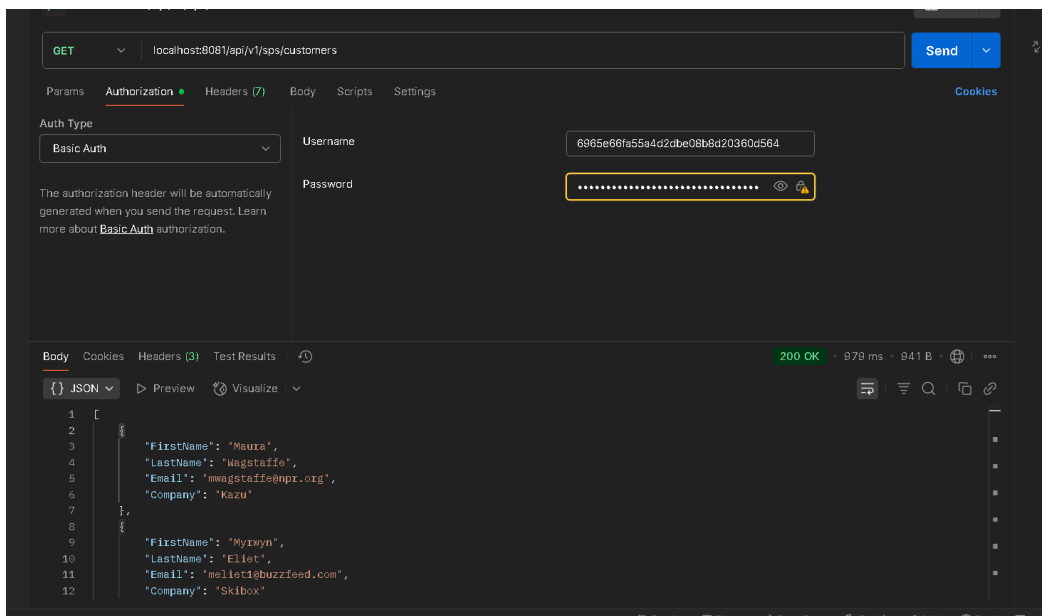 GET localhost:8081/api/v1/sps/customers Send
Params Authorization Headers (7) Body Scripts Settings Cookies
Auth Type
Basic Auth
The authorization header will be automatically
generated when you send the request. Learn
more about Basic Auth authorization.
Username 6965e66fa55a4d2dbe08b8d20360d564
Password ••••••••••••••••••••••••••••••••
Body Cookies Headers (3) Test Results 200 OK • 979 ms • 941 B
{} JSON Preview Visualize
1 [
2 {
3 "FirstName": "Maura",
4 "LastName": "Wagstaffe",
5 "Email": "mwagstaffe@npr.org",
6 "Company": "Kazu"
7 },
8 {
9 "FirstName": "Myrwyn",
10 "LastName": "Eliet",
11 "Email": "meliet1@buzzfeed.com",
12 "Company": "Skibox"